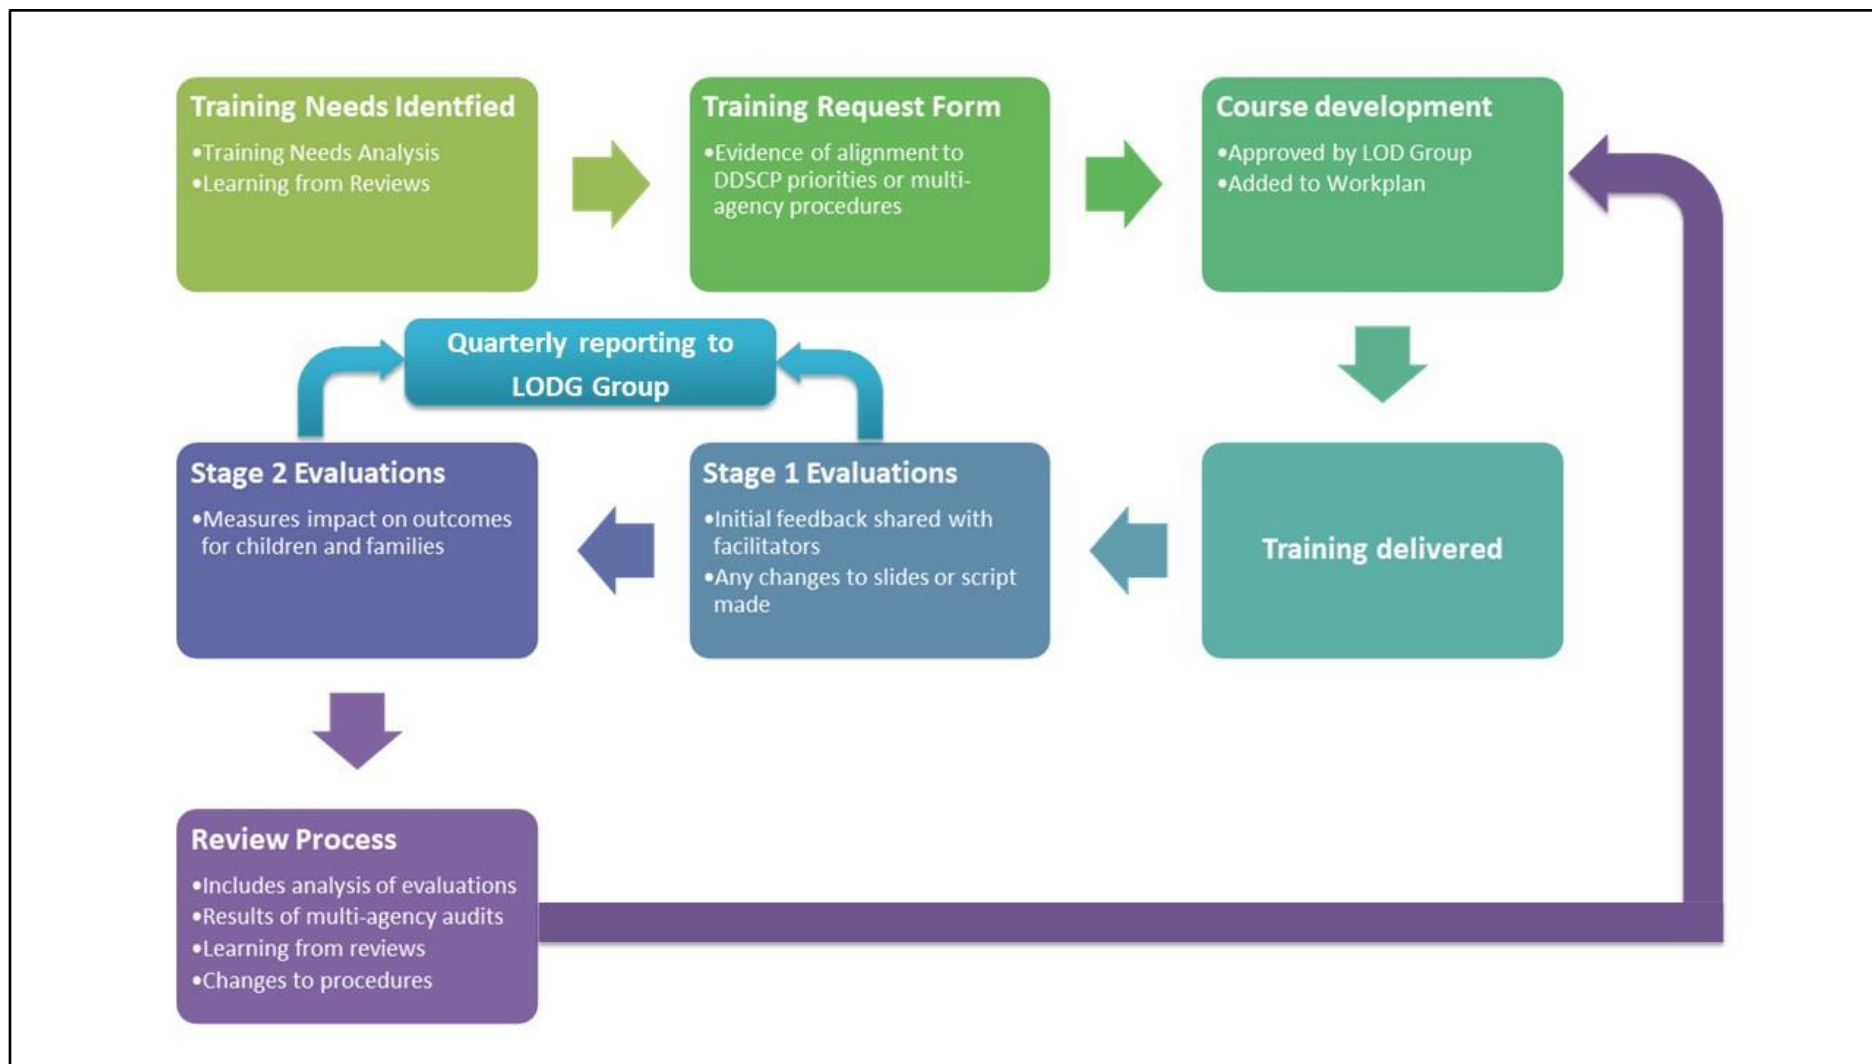 Training Needs Identfied
•Training Needs Analysis
•Learning from Reviews
Training Request Form
•Evidence of alignment to
DDSCP priorities or multi-
agency procedures
Course development
•Approved by LOD Group
•Added to Workplan
Quarterly reporting to
LODG Group
Stage 2 Evaluations
•Measures impact on outcomes
for children and families
Stage 1 Evaluations
•Initial feedback shared with
facilitators
•Any changes to slides or script
made
Training delivered
Review Process
•Includes analysis of evaluations
•Results of multi-agency audits
•Learning from reviews
•Changes to procedures